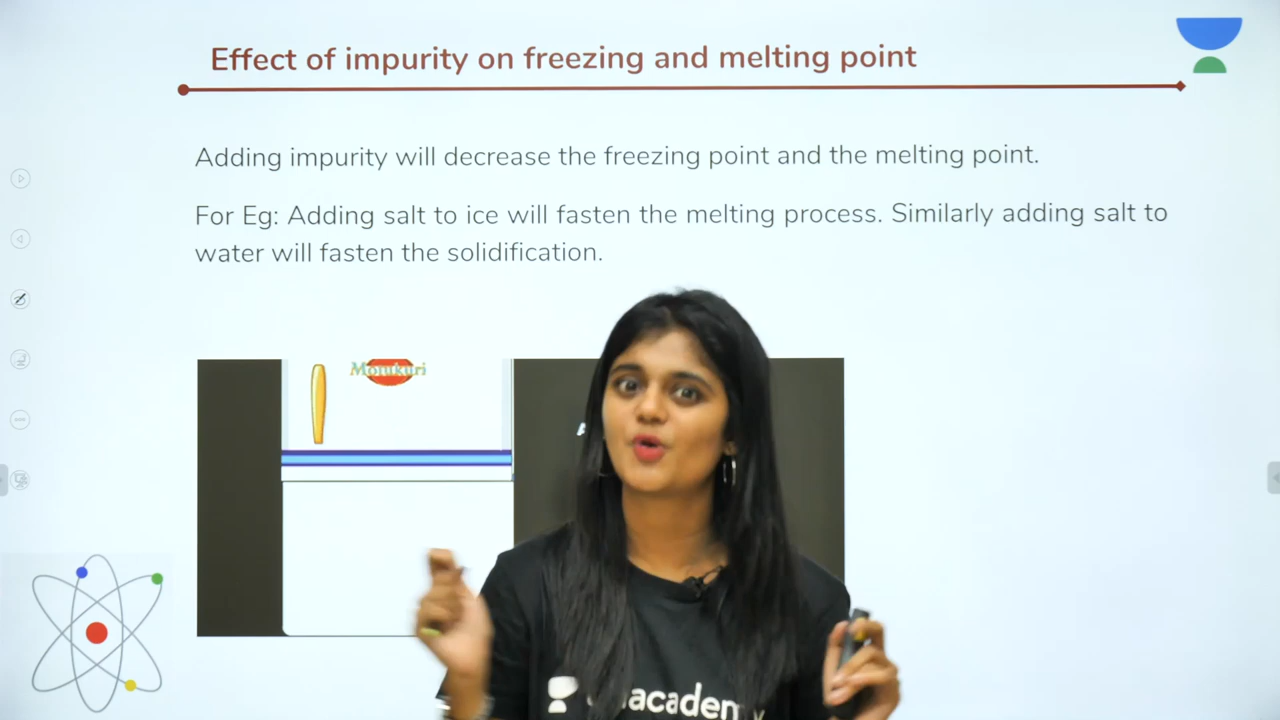 Effect of impurity on freezing and melting point
Adding impurity will decrease the freezing point and the melting point.
For Eg: Adding salt to ice will fasten the melting process. Similarly adding salt to
water will fasten the solidification.
Motukuri